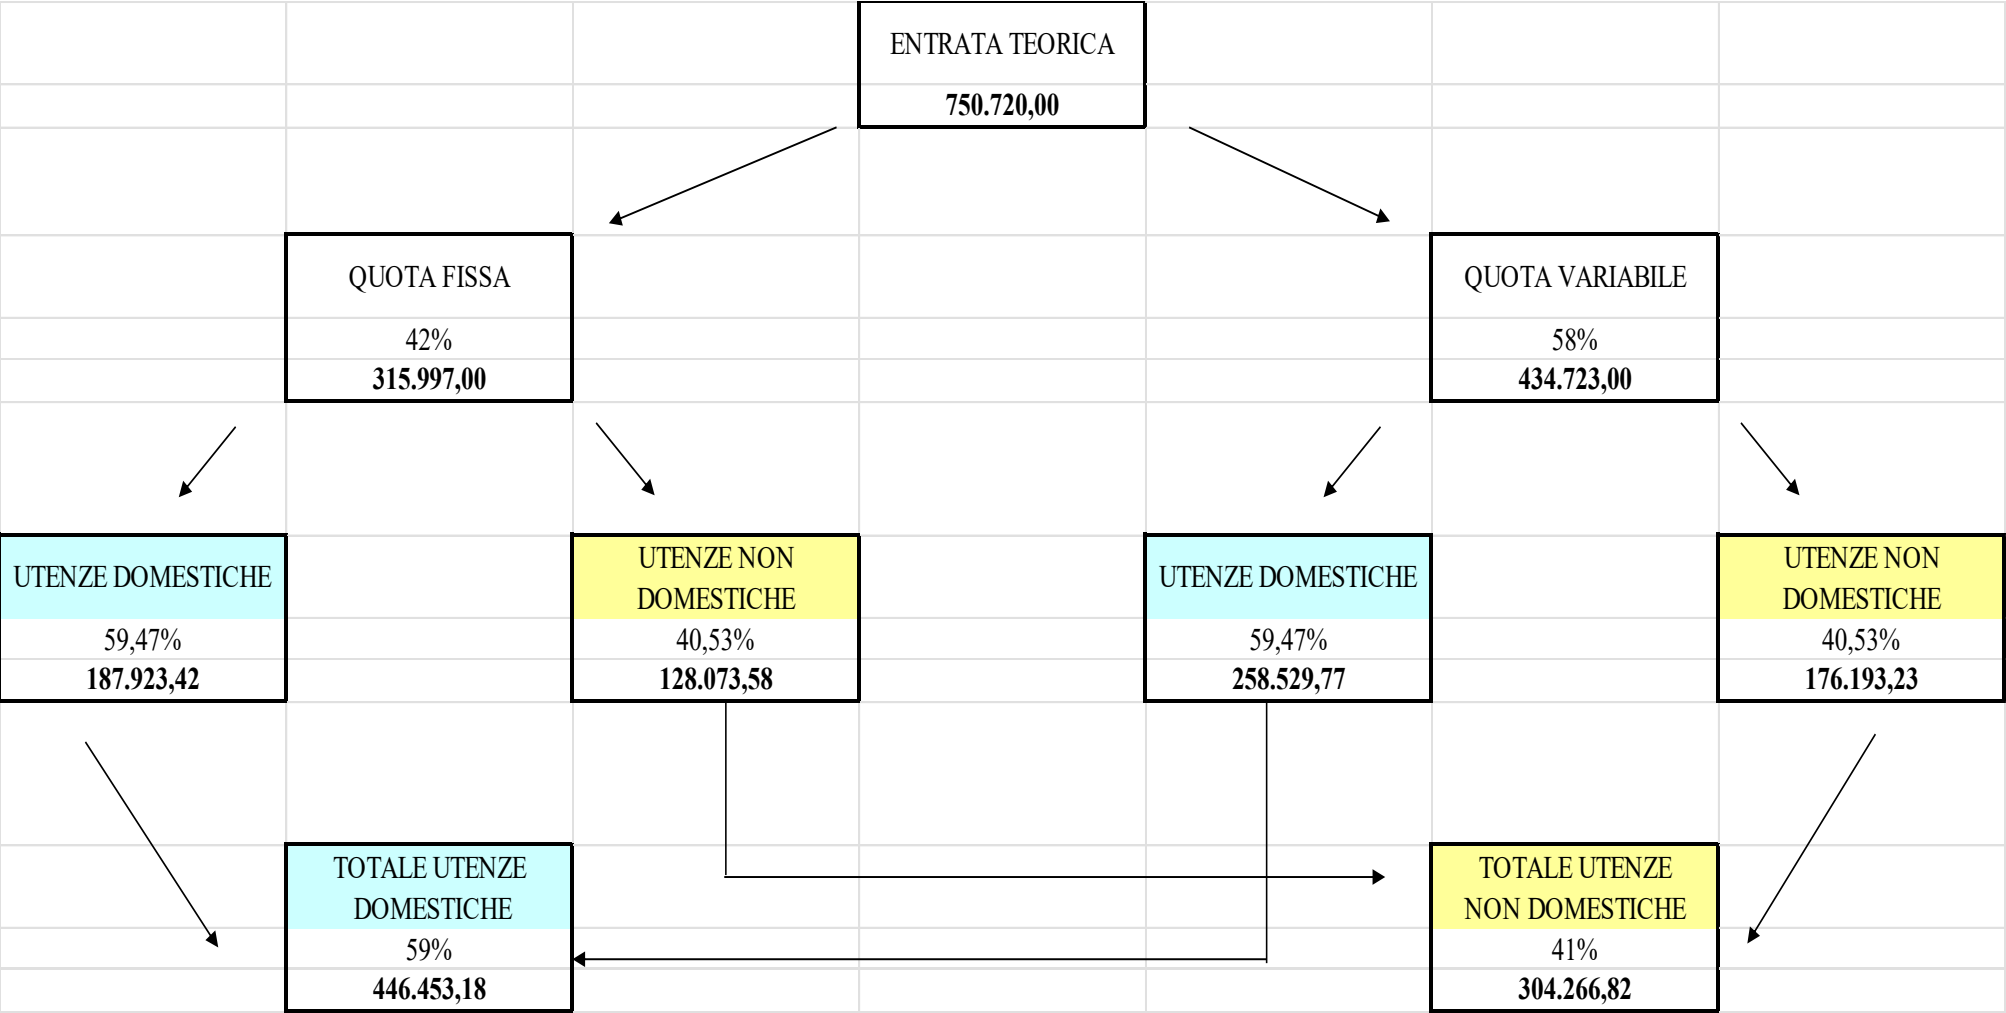 ENTRATA TEORICA
750.720,00
QUOTA FISSA
42%
315.997,00
QUOTA VARIABILE
58%
434.723,00
UTENZE DOMESTICHE
59,47%
187.923,42
UTENZE NON
DOMESTICHE
40,53%
128.073,58
UTENZE DOMESTICHE
59,47%
258.529,77
UTENZE NON
DOMESTICHE
40,53%
176.193,23
TOTALE UTENZE
DOMESTICHE
59%
446.453,18
TOTALE UTENZE
NON DOMESTICHE
41%
304.266,82